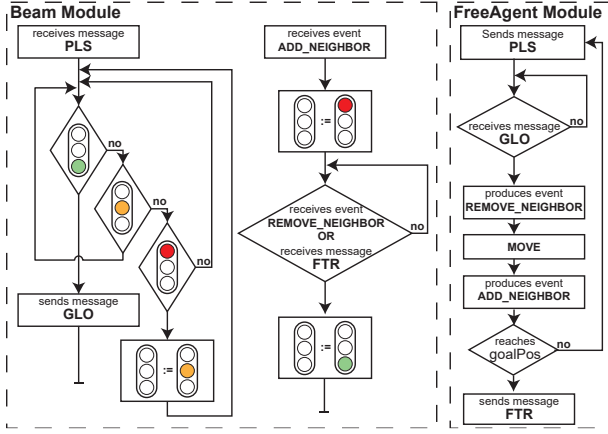 Beam Module
receives message
PLS
no
no
no
sends message
GLO
:=
receives event
ADD_NEIGHBOR
:=
receives event
REMOVE_NEIGHBOR
OR
receives message
FTR
no
:=
FreeAgent Module
Sends message
PLS
receives message
GLO
no
produces event
REMOVE_NEIGHBOR
MOVE
produces event
ADD_NEIGHBOR
reaches
goalPos
no
sends message
FTR